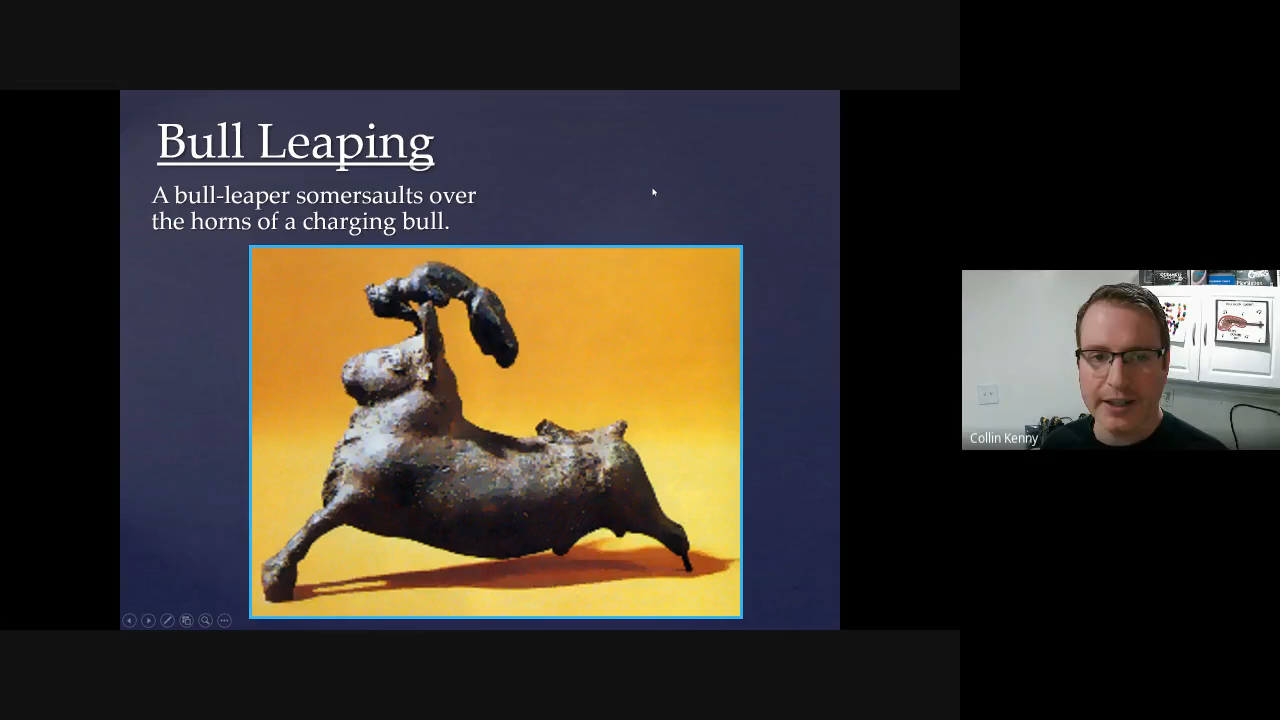 Bull Leaping
A bull-leaper somersaults over
the horns of a charging bull.
Collin Kenny